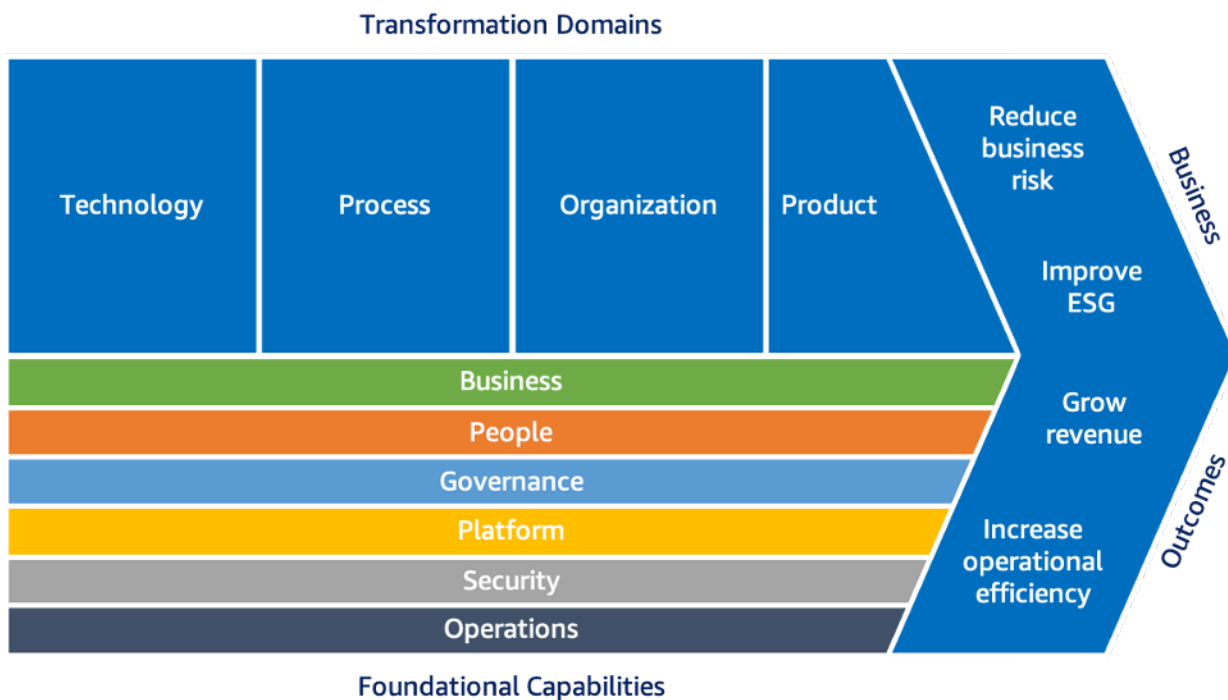 Transformation Domains
Technology
Process
Organization
Product
Reduce
business
risk
Improve
ESG
Grow
revenue
Increase
operational
efficiency
Business
Outcomes
Business
People
Governance
Platform
Security
Operations
Foundational Capabilities